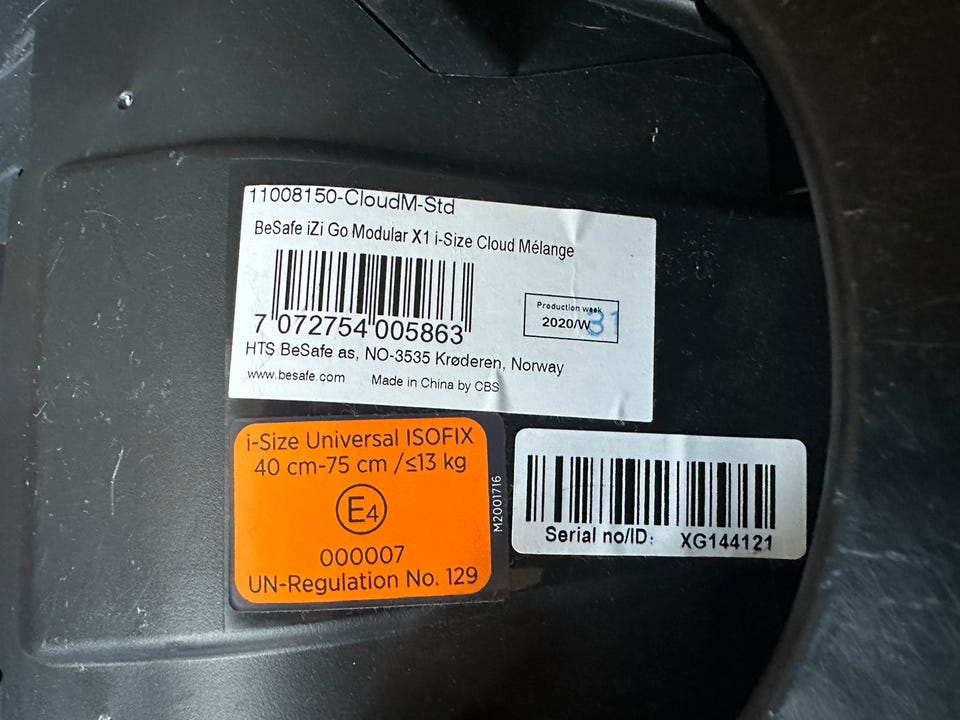 11008150-CloudM-Std
BeSafe iZi Go Modular X1 i-Size Cloud Mélange
7 072754 005863
Production week
2020/W 31
HTS BeSafe as, NO-3535 Krøderen, Norway
www.besafe.com Made in China by CBS
i-Size Universal ISOFIX
40 cm-75 cm /≤13 kg
E4
000007
UN-Regulation No. 129
M2001716
Serial no/ID: XG144121